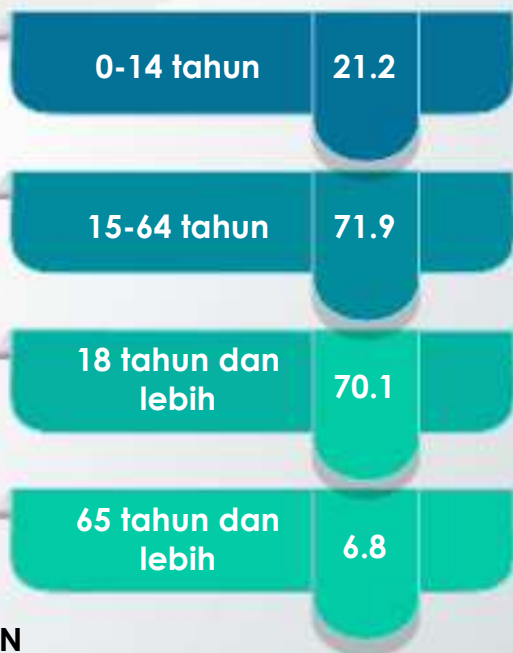 0-14 tahun 21.2
15-64 tahun 71.9
18 tahun dan
lebih 70.1
65 tahun dan
lebih 6.8
N